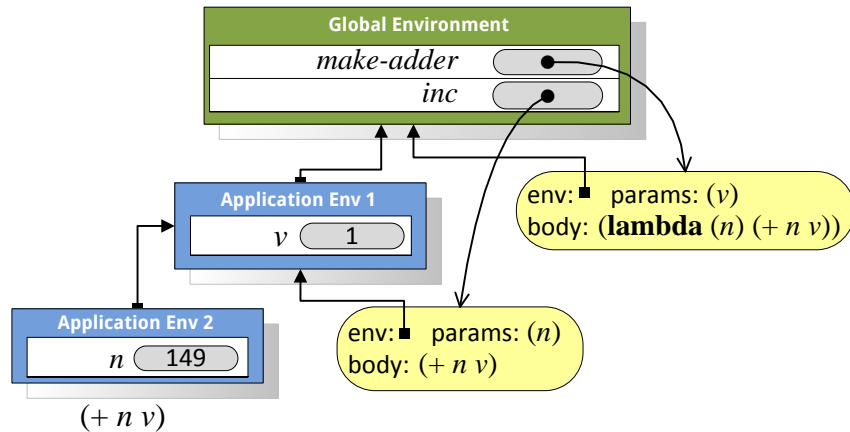 Global Environment
make-adder
inc
Application Env 1
v 1
env: params: (v)
body: (lambda (n) (+ n v))
Application Env 2
n 149
(+ n v)
env: params: (n)
body: (+ n v)